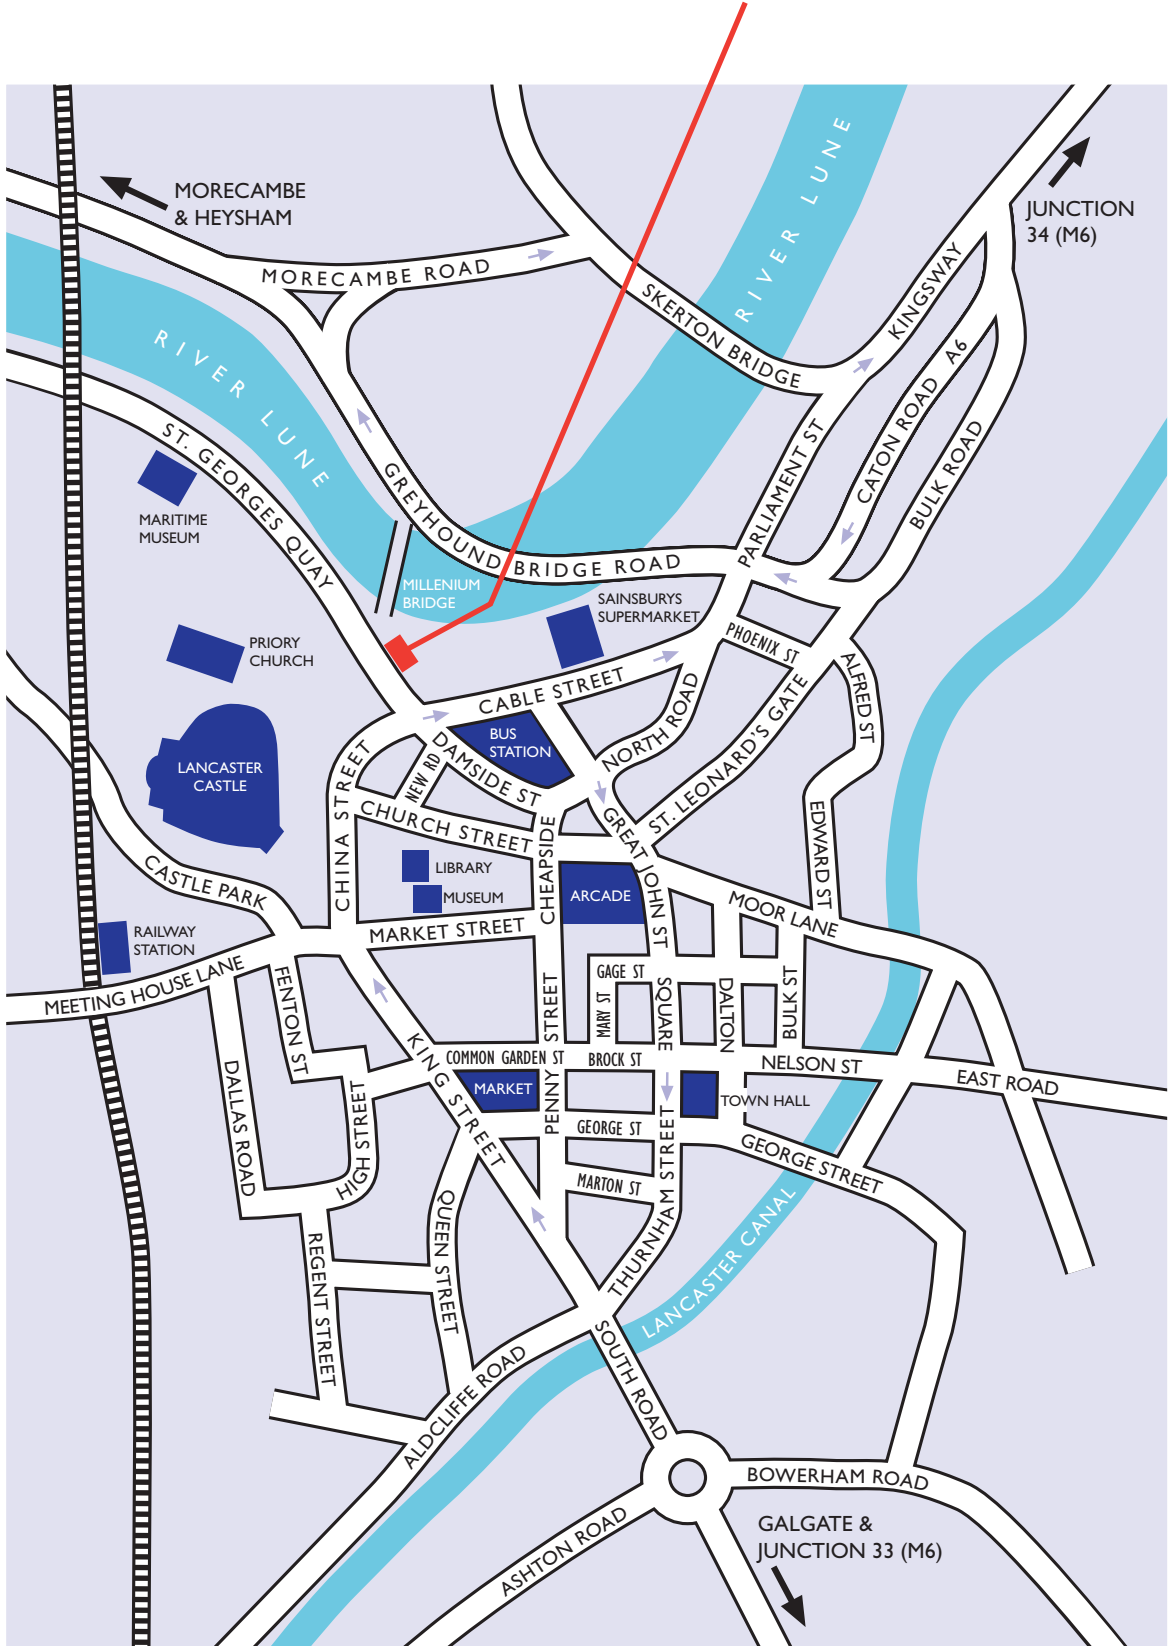 MORECAMBE
& HEYSHAM
JUNCTION
34 (M6)
RIVER LUNE
MORECAMBE ROAD
SKERTON BRIDGE
KINGSWAY
RIVER LUNE
A6
CATON ROAD
BULK ROAD
PARLIAMENT ST
ST. GEORGES QUAY
GREYHOUND BRIDGE ROAD
MARITIME
MUSEUM
MILLENIUM
BRIDGE
SAINSBURYS
SUPERMARKET
PRIORY
CHURCH
PHOENIX ST
ALFRED ST
CABLE STREET
NORTH ROAD
ST. LEONARD'S GATE
BUS
STATION
DAMSIDE ST
NEW RD
LANCASTER
CASTLE
CHINA STREET
CHURCH STREET
CHEAPSIDE
GREAT JOHN ST
EDWARD ST
LIBRARY
MUSEUM
ARCADE
CASTLE PARK
MARKET STREET
MOOR LANE
RAILWAY
STATION
MEETING HOUSE LANE
FENTON ST
GAGE ST
MARY ST
SQUARE
DALTON
BULK ST
PENNY STREET
KING STREET
COMMON GARDEN ST
BROCK ST
NELSON ST
EAST ROAD
DALLAS ROAD
HIGH STREET
MARKET
TOWN HALL
GEORGE ST
GEORGE STREET
MARTON ST
THURNHAM STREET
QUEEN STREET
REGENT STREET
LANCASTER CANAL
ALDCLIFFE ROAD
SOUTH ROAD
BOWERHAM ROAD
ASHTON ROAD
GALGATE &
JUNCTION 33 (M6)